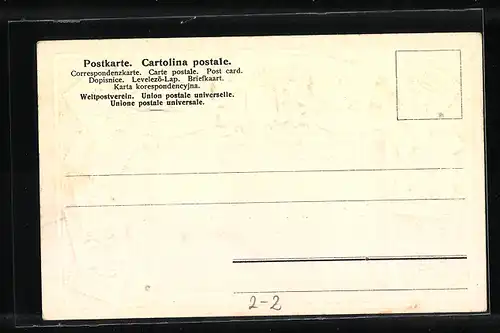 Postkarte. Cartolina postale.
Correspondenzkarte. Carte postale. Post card.
Dopisnice. Levelező-Lap. Briefkaart.
Karta korespondencyjna.
Weltpostverein. Union postale universelle.
Unione postale universale.
2-2